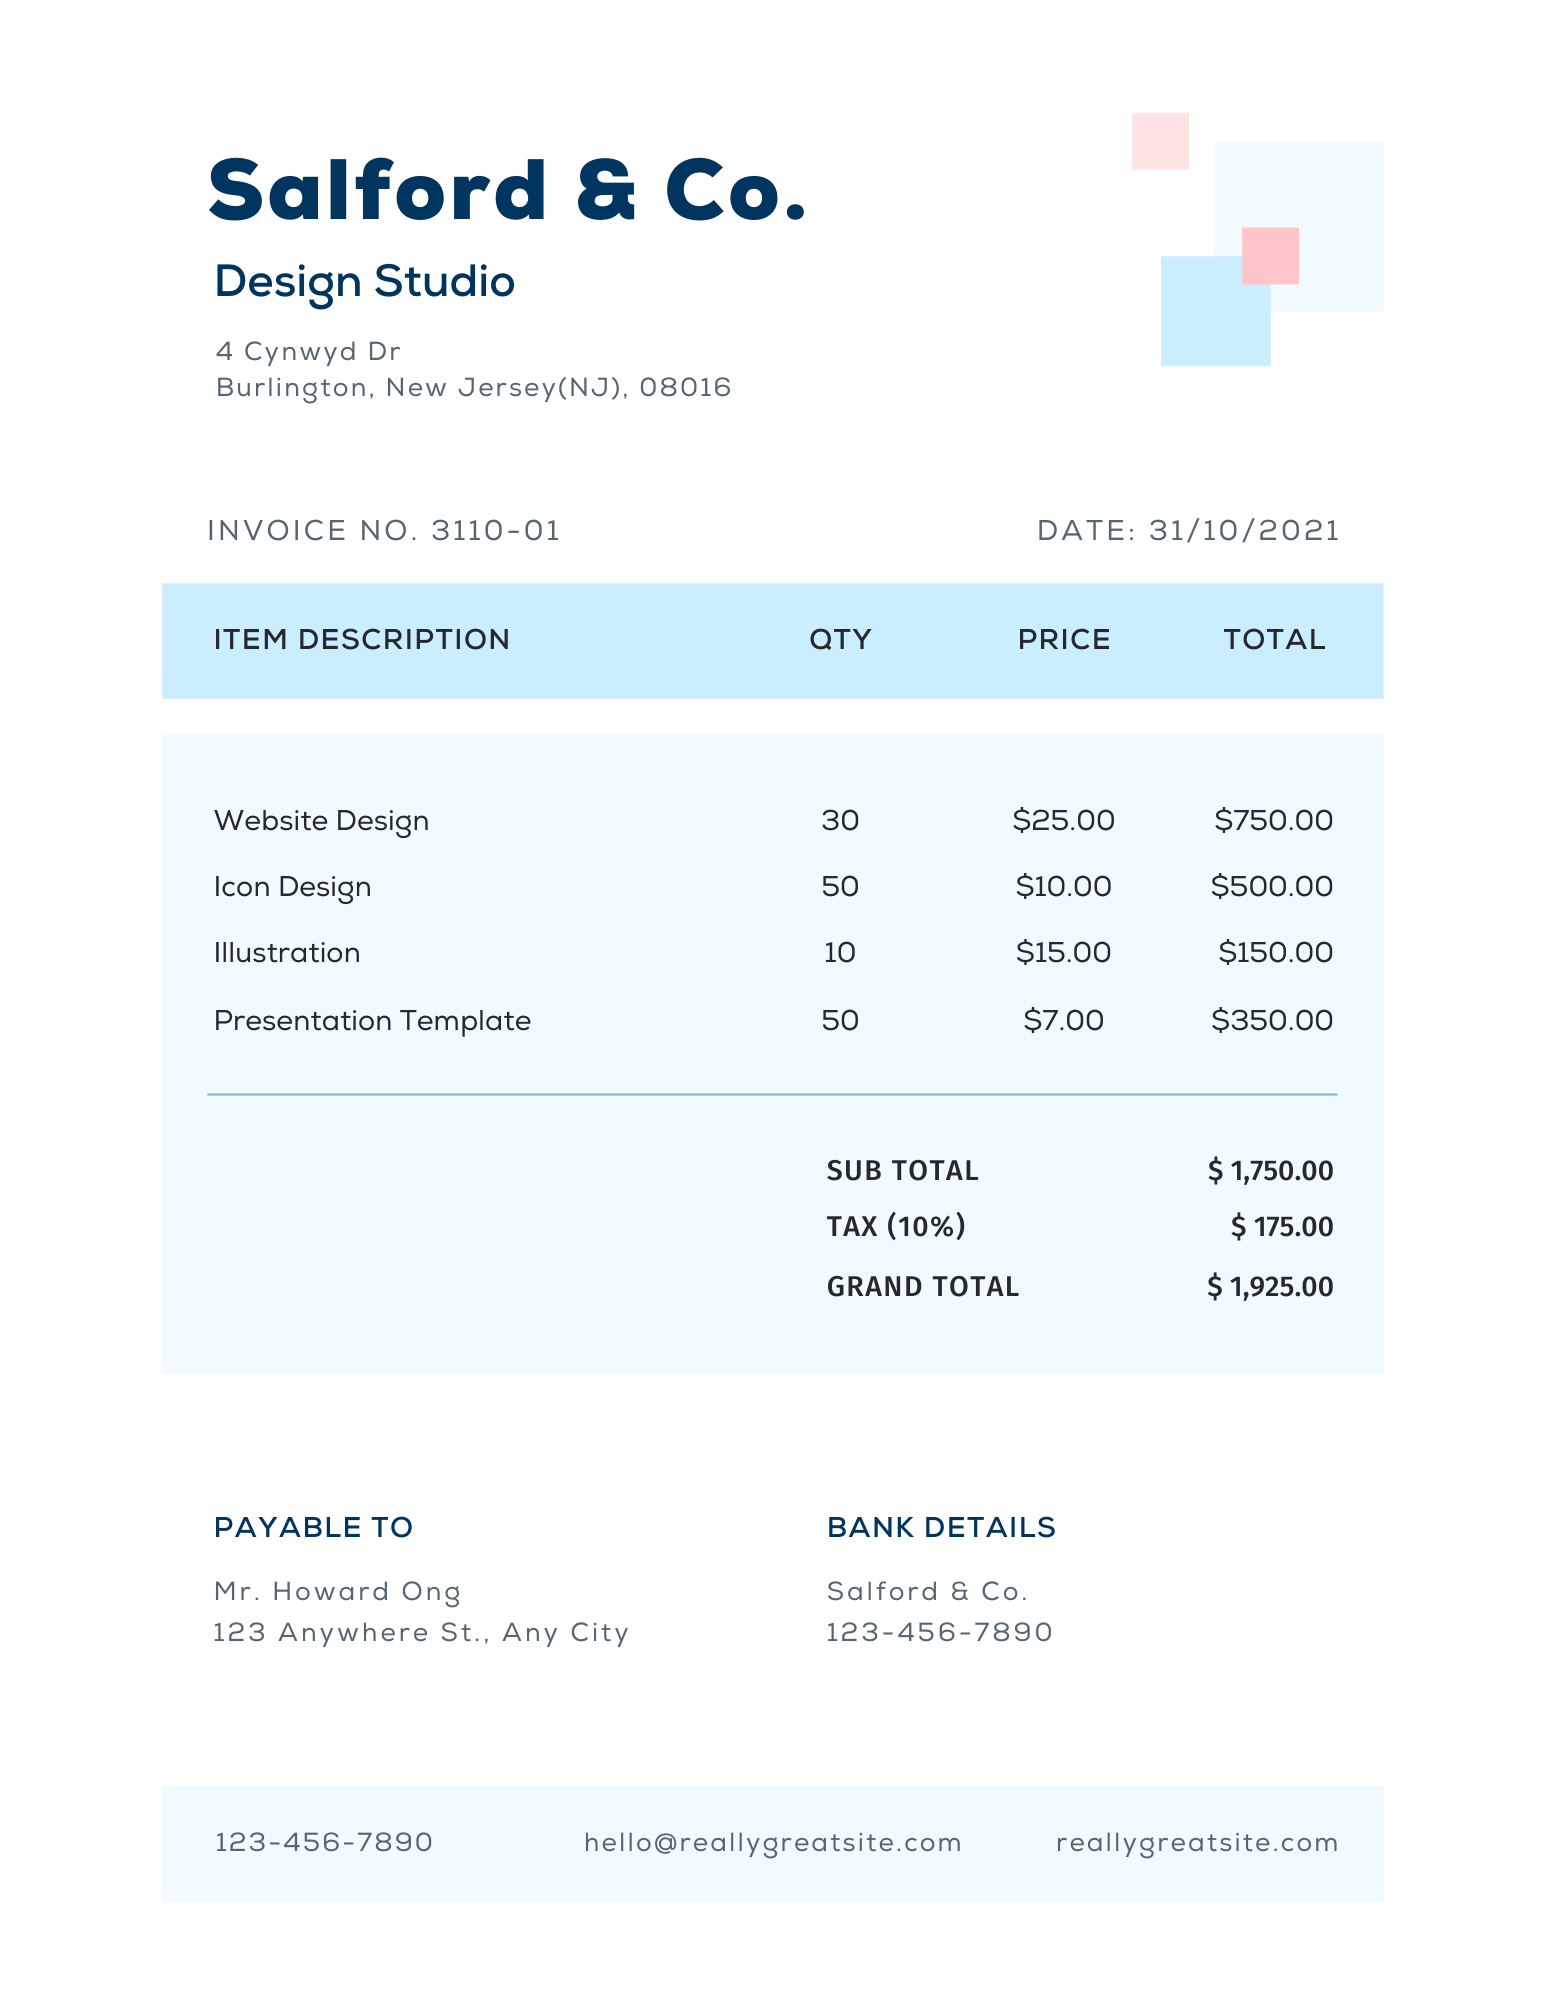 Salford & Co.
Design Studio
4 Cynwyd Dr
Burlington, New Jersey(NJ), 08016
INVOICE NO. 3110-01 DATE: 31/10/2021
ITEM DESCRIPTION QTY PRICE TOTAL
Website Design 30 $25.00 $750.00
Icon Design 50 $10.00 $500.00
Illustration 10 $15.00 $150.00
Presentation Template 50 $7.00 $350.00
SUB TOTAL $ 1,750.00
TAX (10%) $ 175.00
GRAND TOTAL $ 1,925.00
PAYABLE TO
Mr. Howard Ong
123 Anywhere St., Any City
BANK DETAILS
Salford & Co.
123-456-7890
123-456-7890 hello@reallygreatsite.com reallygreatsite.com